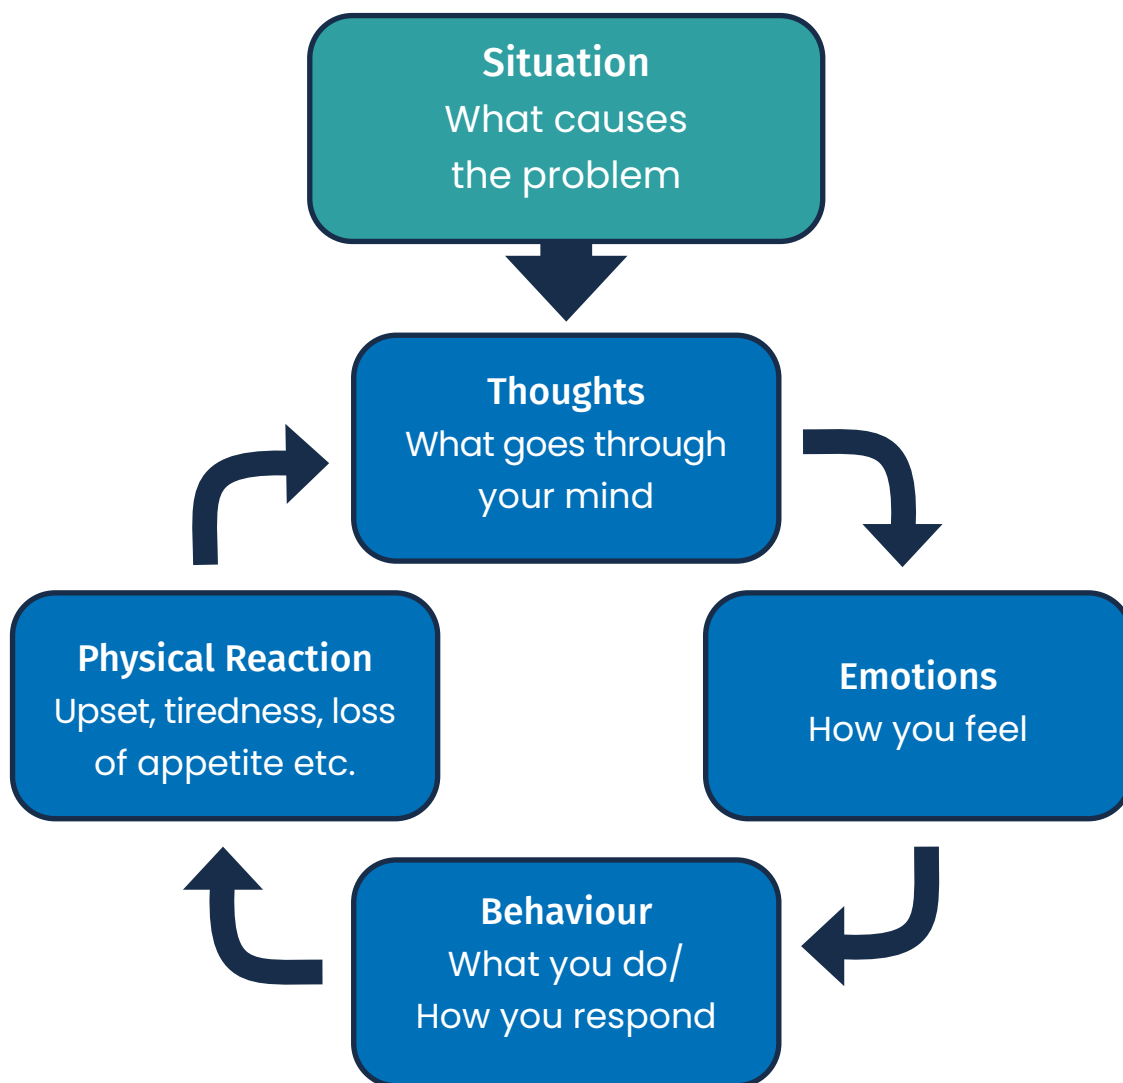 Situation
What causes
the problem
Thoughts
What goes through
your mind
Physical Reaction
Upset, tiredness, loss
of appetite etc.
Emotions
How you feel
Behaviour
What you do/
How you respond